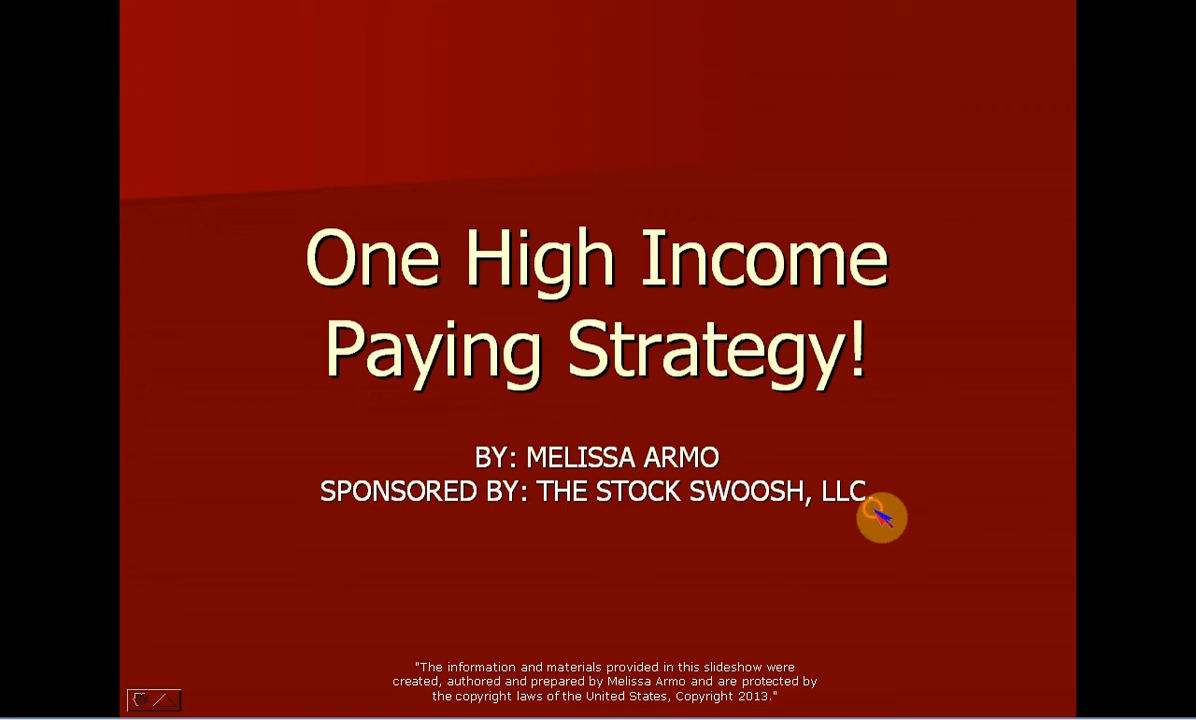 One High Income
Paying Strategy!
BY: MELISSA ARMO
SPONSORED BY: THE STOCK SWOOSH, LLC.
"The information and materials provided in this slideshow were
created, authored and prepared by Melissa Armo and are protected by
the copyright laws of the United States, Copyright 2013."